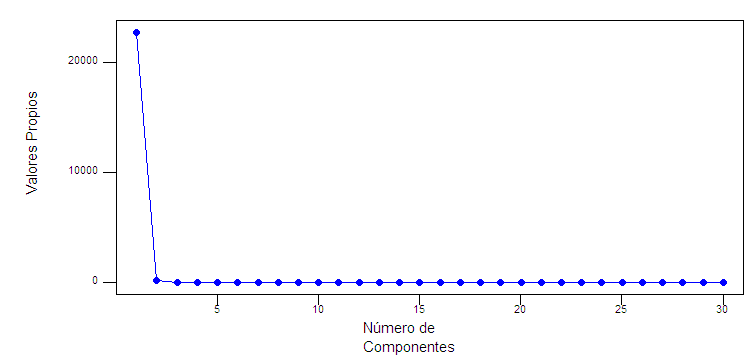 Valores Propios
20000
10000
0
5 10 15 20 25 30
Número de
Componentes